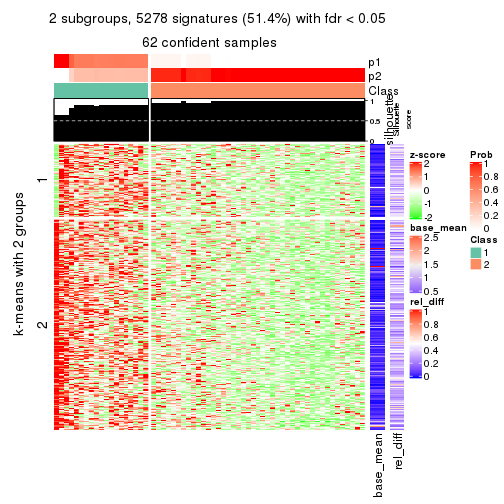 2 subgroups, 5278 signatures (51.4%) with fdr < 0.05
62 confident samples
p1
p2
Class
1
0.5
0
silhouette
Silhouette
score
k-means with 2 groups
1
2
base_mean
rel_diff
z-score
2
1
0
-1
-2
base_mean
2.5
2
1.5
1
0.5
rel_diff
1
0.8
0.6
0.4
0.2
0
Prob
1
0.8
0.6
0.4
0.2
0
Class
1
2